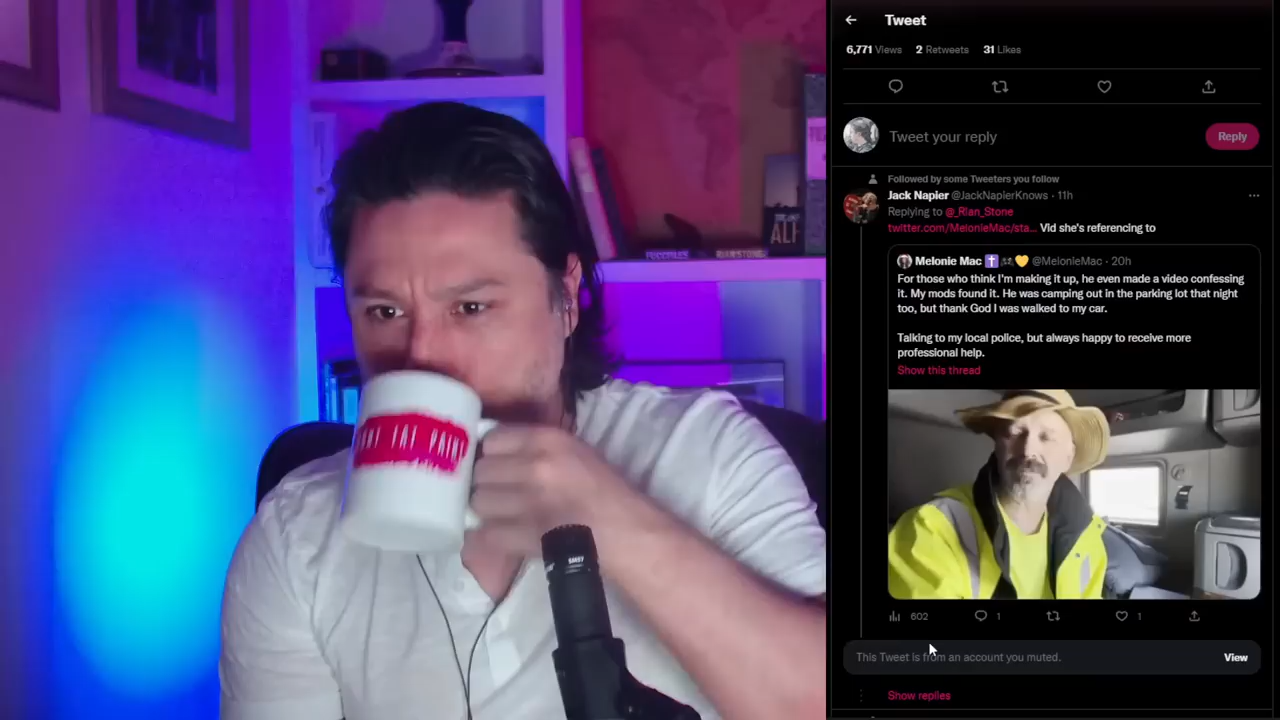 Tweet
6,771 Views 2 Retweets 31 Likes
Tweet your reply
Reply
Followed by some Tweeters you follow
Jack Napier @JackNapierKnows · 11h
Replying to @_Rian_Stone
twitter.com/MelonieMac/sta... Vid she's referencing to
Melonie Mac @MelonieMac · 20h
For those who think I'm making it up, he even made a video confessing
it. My mods found it. He was camping out in the parking lot that night
too, but thank God I was walked to my car.
Talking to my local police, but always happy to receive more
professional help.
Show this thread
602 1 1
This Tweet is from an account you muted.
View
Show replies
SM57
ALF